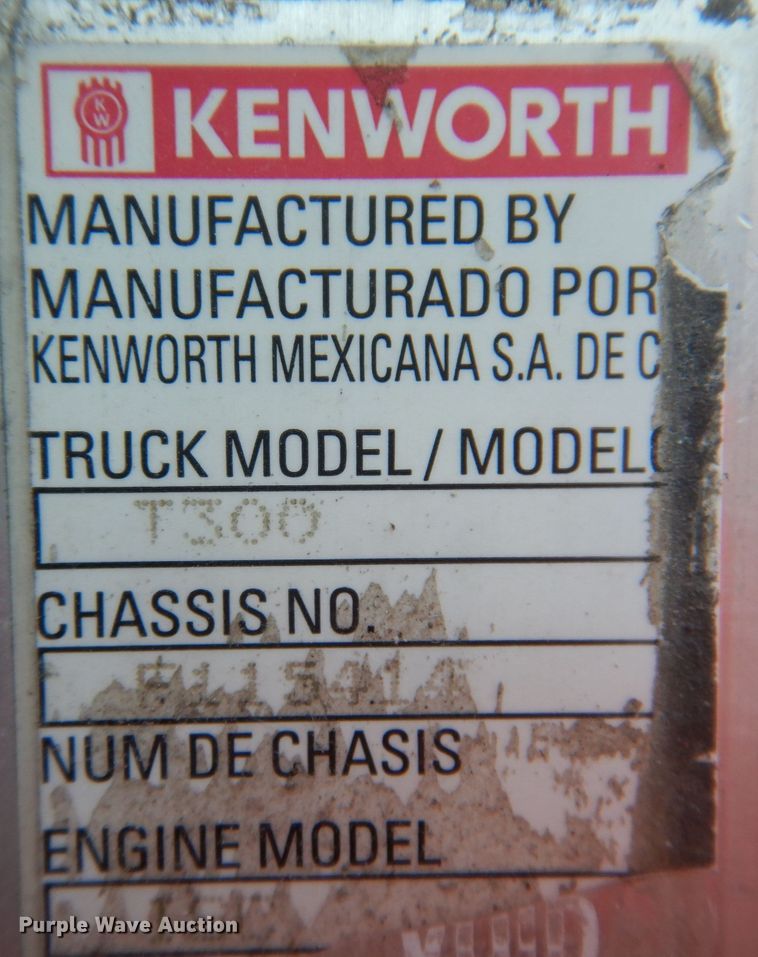 KW KENWORTH
MANUFACTURED BY
MANUFACTURADO POR
KENWORTH MEXICANA S.A. DE C
TRUCK MODEL / MODELO
T300
CHASSIS NO.
NUM DE CHASIS
ENGINE MODEL
Purple Wave Auction